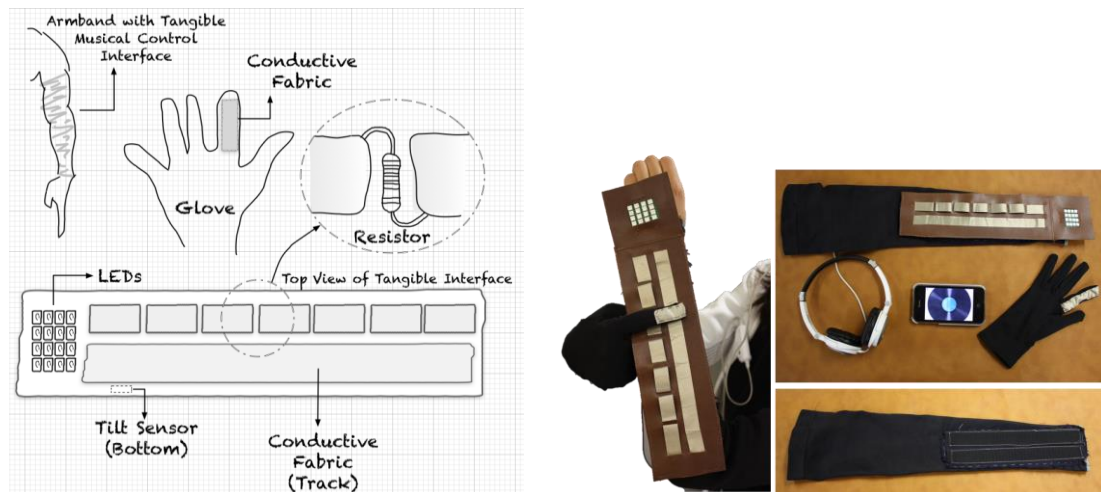 Armband with Tangible
Musical Control
Interface
Conductive
Fabric
Glove
Resistor
LEDs
Top View of Tangible Interface
Tilt Sensor
(Bottom)
Conductive
Fabric
(Track)